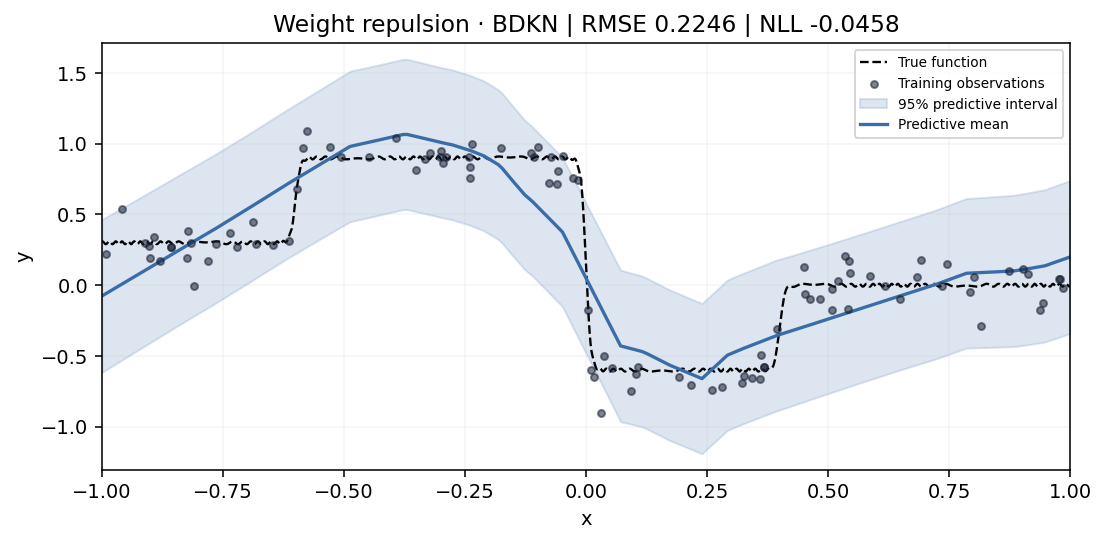 Weight repulsion · BDKN | RMSE 0.2246 | NLL -0.0458
True function
Training observations
95% predictive interval
Predictive mean
y
1.5
1.0
0.5
0.0
−0.5
−1.0
−1.00 −0.75 −0.50 −0.25 0.00 0.25 0.50 0.75 1.00
x